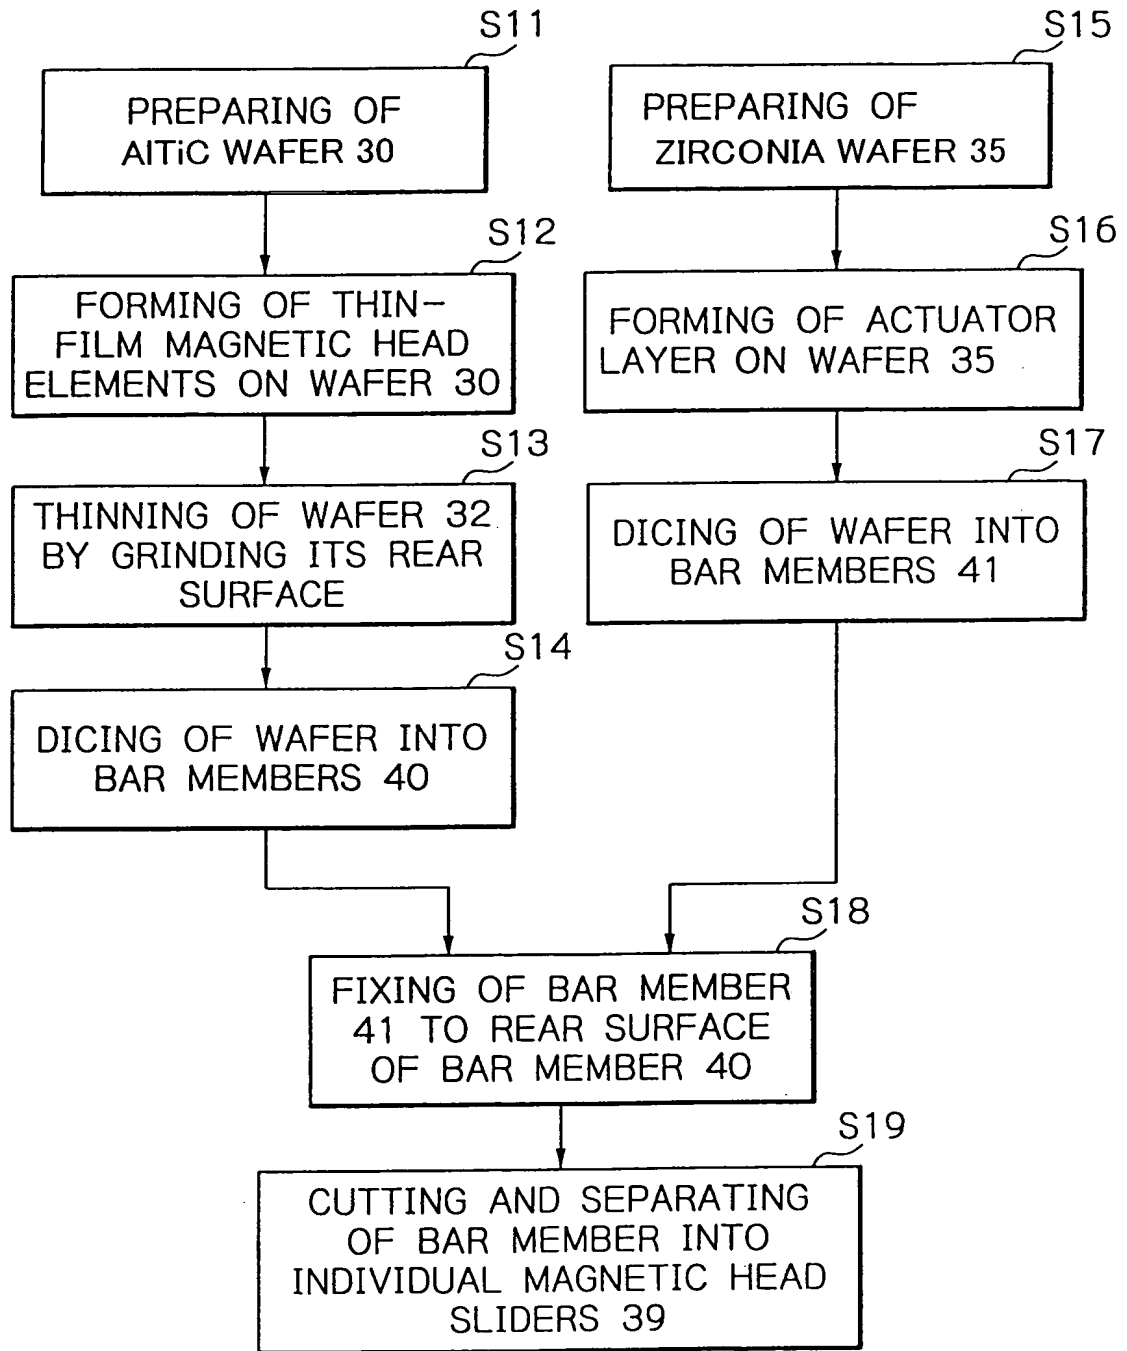 S11
PREPARING OF
AlTiC WAFER 30
S12
FORMING OF THIN-
FILM MAGNETIC HEAD
ELEMENTS ON WAFER 30
S13
THINNING OF WAFER 32
BY GRINDING ITS REAR
SURFACE
S14
DICING OF WAFER INTO
BAR MEMBERS 40
S15
PREPARING OF
ZIRCONIA WAFER 35
S16
FORMING OF ACTUATOR
LAYER ON WAFER 35
S17
DICING OF WAFER INTO
BAR MEMBERS 41
S18
FIXING OF BAR MEMBER
41 TO REAR SURFACE
OF BAR MEMBER 40
S19
CUTTING AND SEPARATING
OF BAR MEMBER INTO
INDIVIDUAL MAGNETIC HEAD
SLIDERS 39